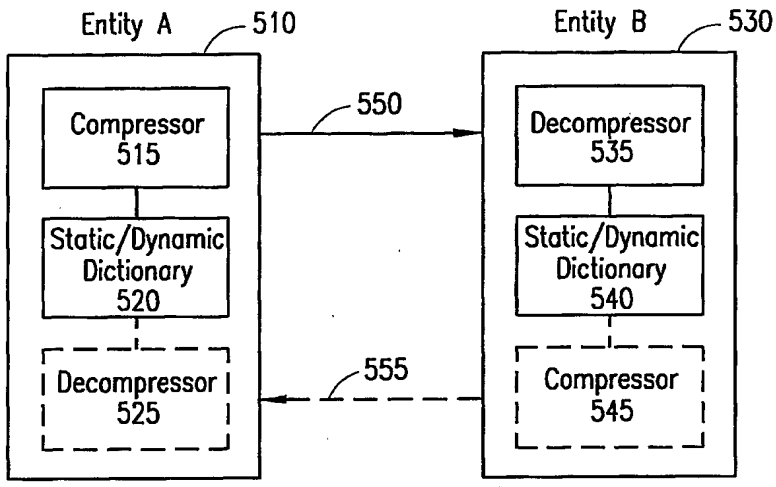 Entity A
510
Entity B
530
Compressor
515
550
Decompressor
535
Static/Dynamic
Dictionary
520
Static/Dynamic
Dictionary
540
Decompressor
525
555
Compressor
545